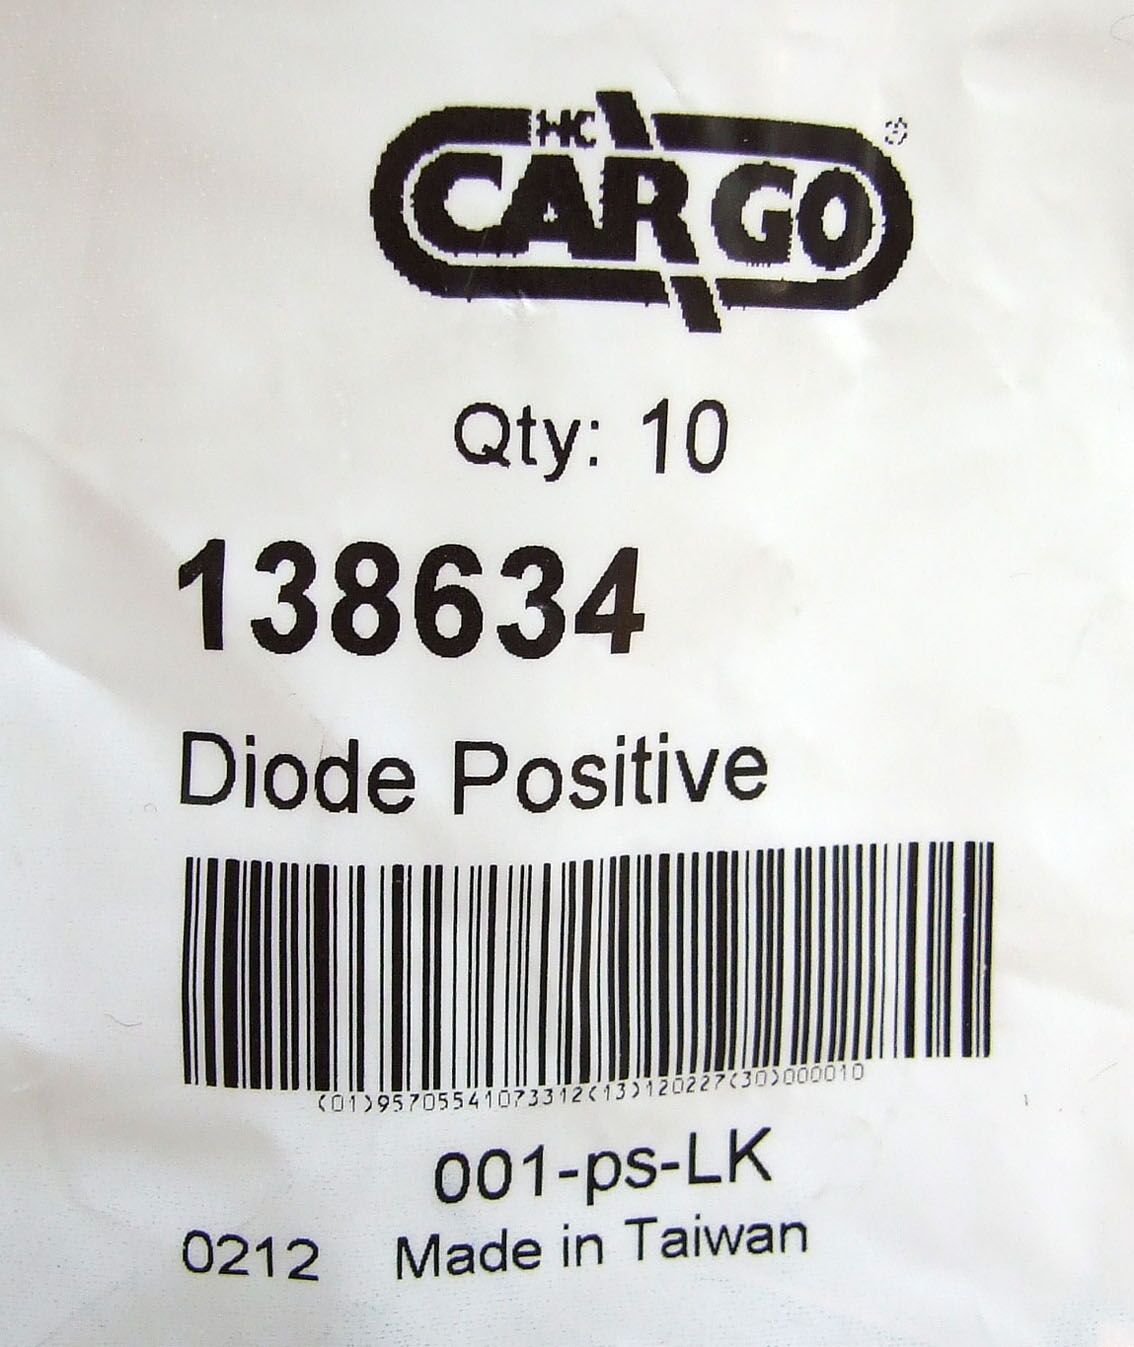 HC
CARGO
Qty: 10
138634
Diode Positive
(01)95705541073312(13)120227(30)000010
001-ps-LK
0212 Made in Taiwan